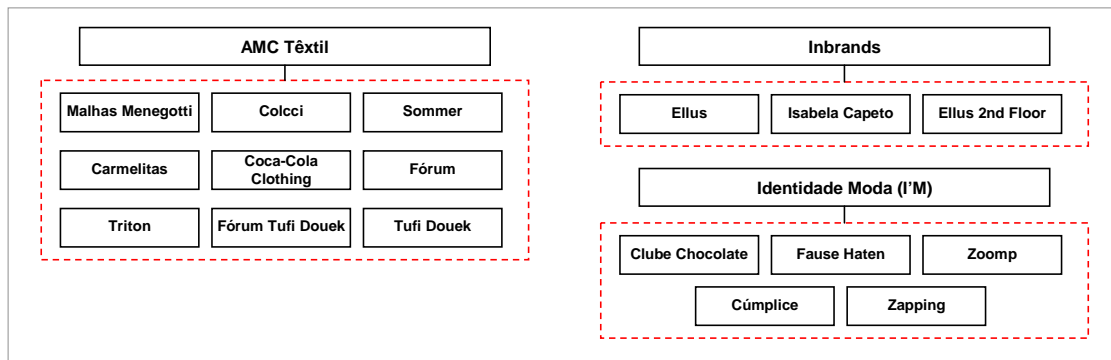 AMC Têxtil
Malhas Menegotti
Colcci
Sommer
Carmelitas
Coca-Cola
Clothing
Fórum
Triton
Fórum Tufi Douek
Tufi Douek
Inbrands
Ellus
Isabela Capeto
Ellus 2nd Floor
Identidade Moda (I’M)
Clube Chocolate
Fause Haten
Zoomp
Cúmplice
Zapping